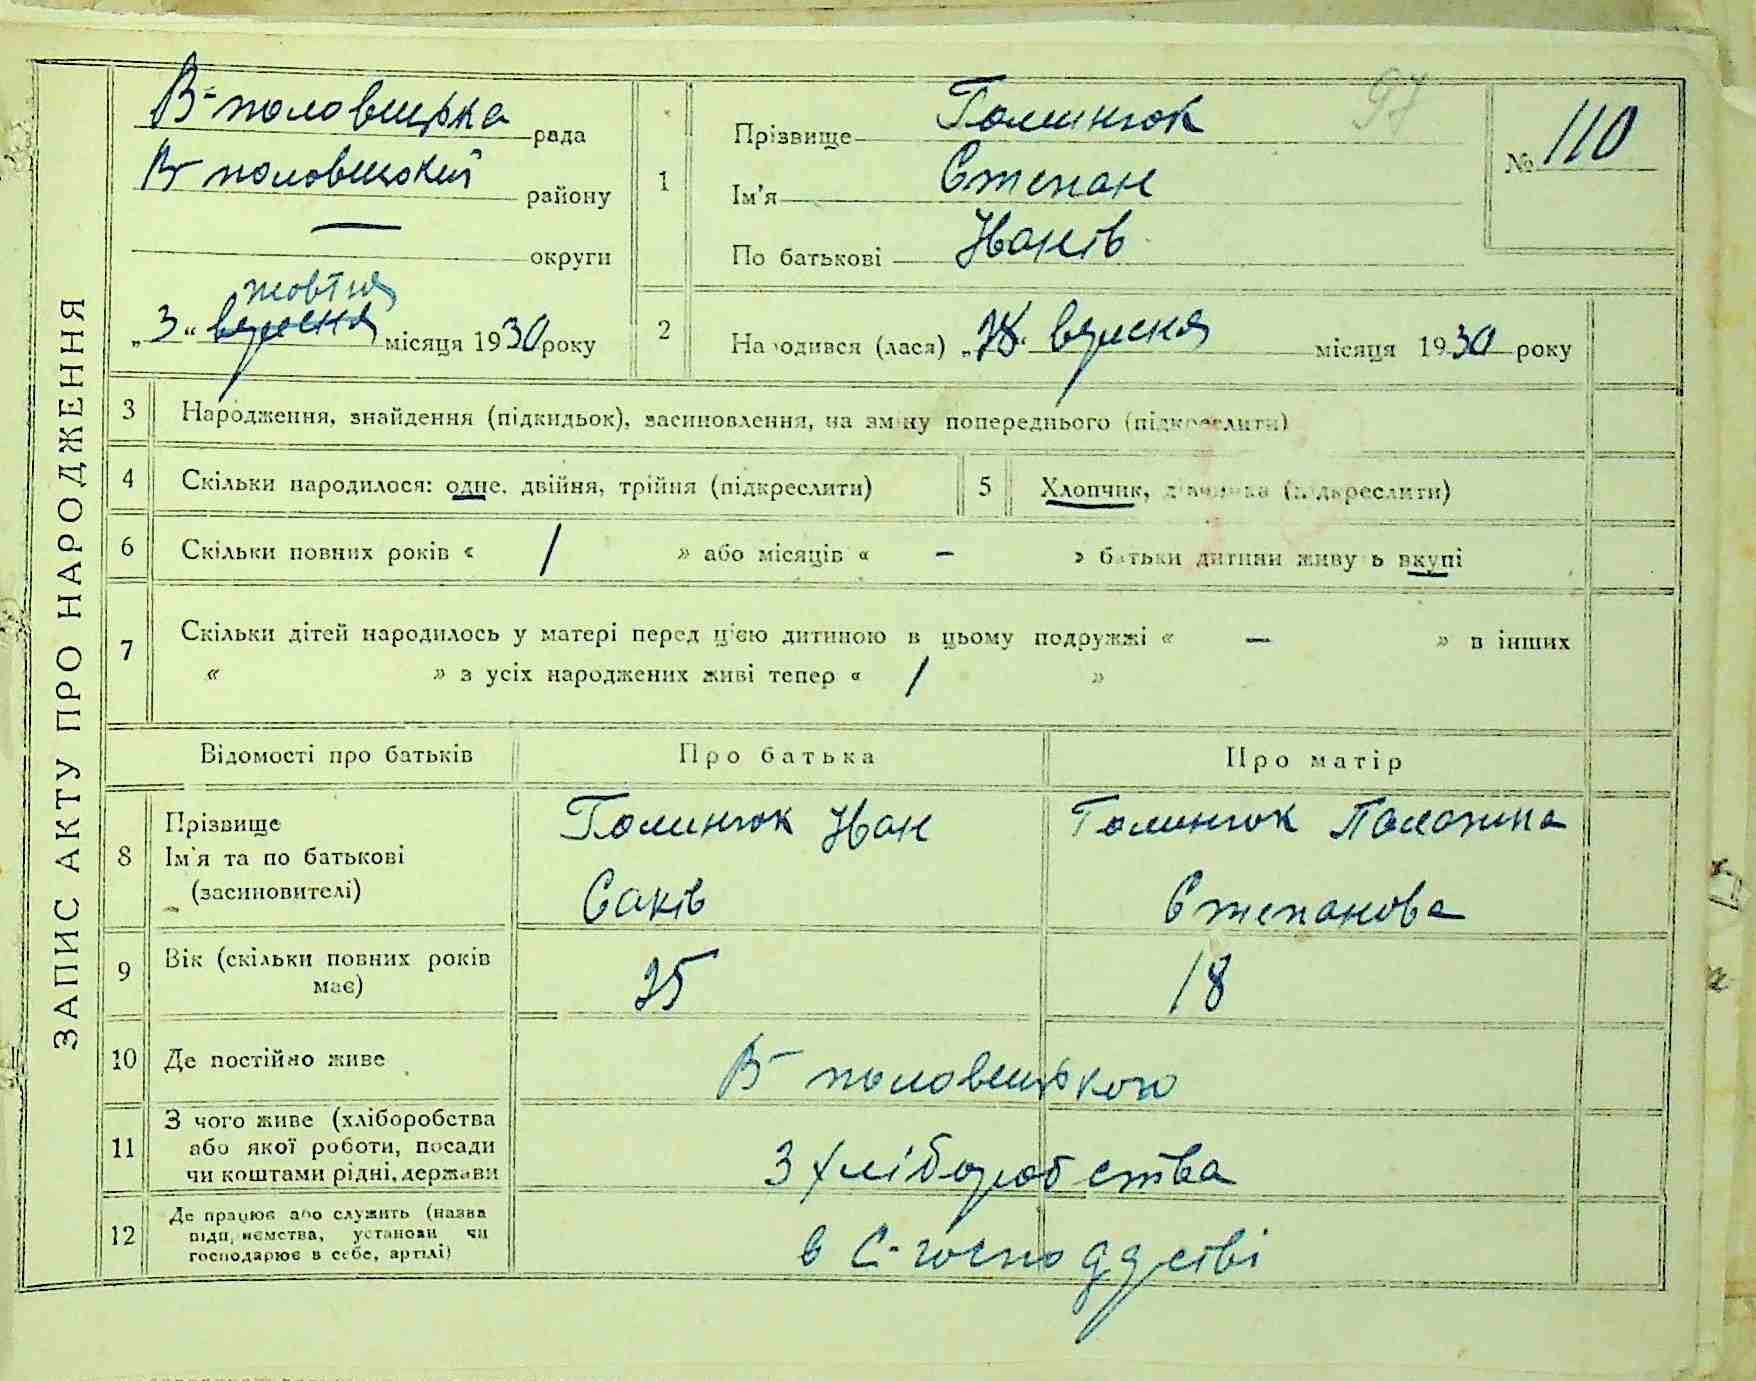 ЗАПИС АКТУ ПРО НАРОДЖЕННЯ
В-половецька рада
В половецький району
— округи
жовтня
„3“ вересня місяця 1930 року
1
Прізвище Голинюк
97
Ім'я Степан
По батькові Іванів
№ 110
2 Народився (лася) „28“ вересня місяця 1930 року
3 Народження, знайдення (підкидьок), засиновлення, на зміну попереднього (підкреслити)
4 Скільки народилося: одне, двійня, трійня (підкреслити)
5 Хлопчик, дівчинка (підкреслити)
6 Скільки повних років « 1 » або місяців « - » батьки дитини живуть вкупі
7 Скільки дітей народилось у матері перед цією дитиною в цьому подружжі « — » в інших
« » з усіх народжених живі тепер « 1 »
Відомості про батьків Про батька Про матір
8 Прізвище
Ім'я та по батькові
(засиновителі)
Голинюк Іван
Саків
Голинюк Палажка
Степанова
9 Вік (скільки повних років
має)
25 18
10 Де постійно живе В половецького
11 З чого живе (хліборобства
або якої роботи, посади
чи коштами рідні, держави
З хліборобства
12 Де працює або служить (назва
підприємства, установи чи
господарює в себе, артілі)
в С-господарстві